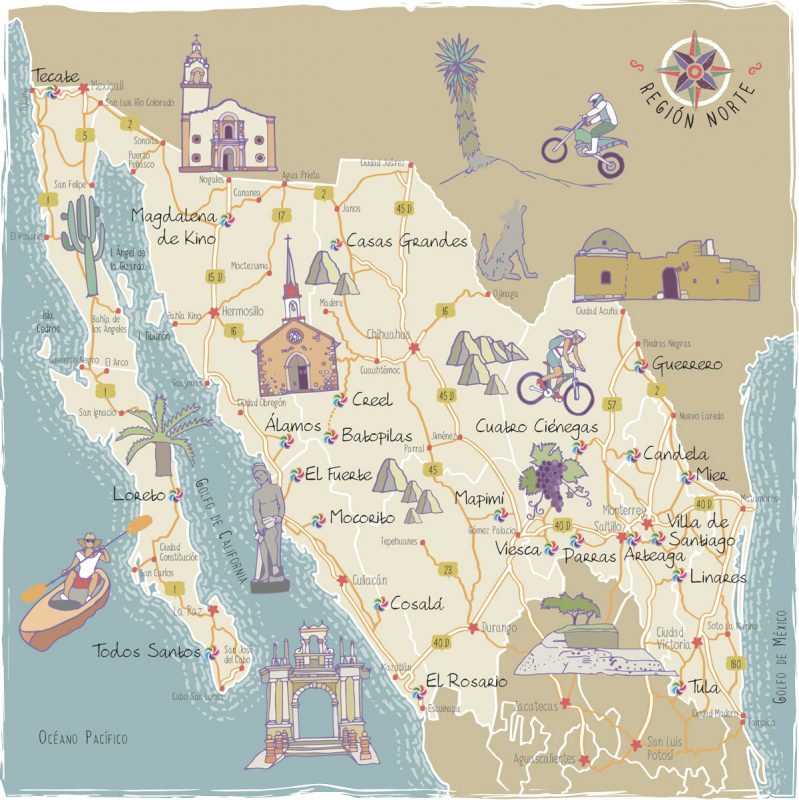 REGIÓN NORTE
Tecate
Mexicali
San Luis Río Colorado
5
2
Sonoita
Puerto Peñasco
Nogales
Cananea
Agua Prieta
Ciudad Juárez
2
Janos
San Felipe
1
17
45 D
El Rosario
Magdalena
de Kino
Casas Grandes
I. Ángel de
la Guarda
Moctezuma
15 D
Madera
Ojinaga
Isla
Cedros
Bahía de
los Ángeles
I. Tiburón
Bahía Kino
Hermosillo
16
16
Chihuahua
Ciudad Acuña
Piedras Negras
Guerrero
2
Guerrero Negro
El Arco
1
Guaymas
Cuauhtémoc
San Ignacio
Ciudad Obregón
Creel
45 D
57
Nuevo Laredo
Álamos
Batopilas
Parral
Jiménez
Cuatro Ciénegas
Candela
Mier
El Fuerte
45
Loreto
GOLFO DE CALIFORNIA
Mocorito
Mapimí
Gómez Palacio
40 D
Monterrey
Saltillo
40 D
Matamoros
Villa de
Santiago
Tepehuanes
Viesca
Parras
Arteaga
Linares
Ciudad
Constitución
San Carlos
1
La Paz
Culiacán
23
Cosalá
40 D
Durango
Soto La Marina
Ciudad
Victoria
180
GOLFO DE MÉXICO
Todos Santos
San José
del Cabo
Cabo San Lucas
Mazatlán
El Rosario
Escuinapa
Tula
Zacatecas
Ciudad Madero
Tampico
San Luis
Potosí
Aguascalientes
OCÉANO PACÍFICO